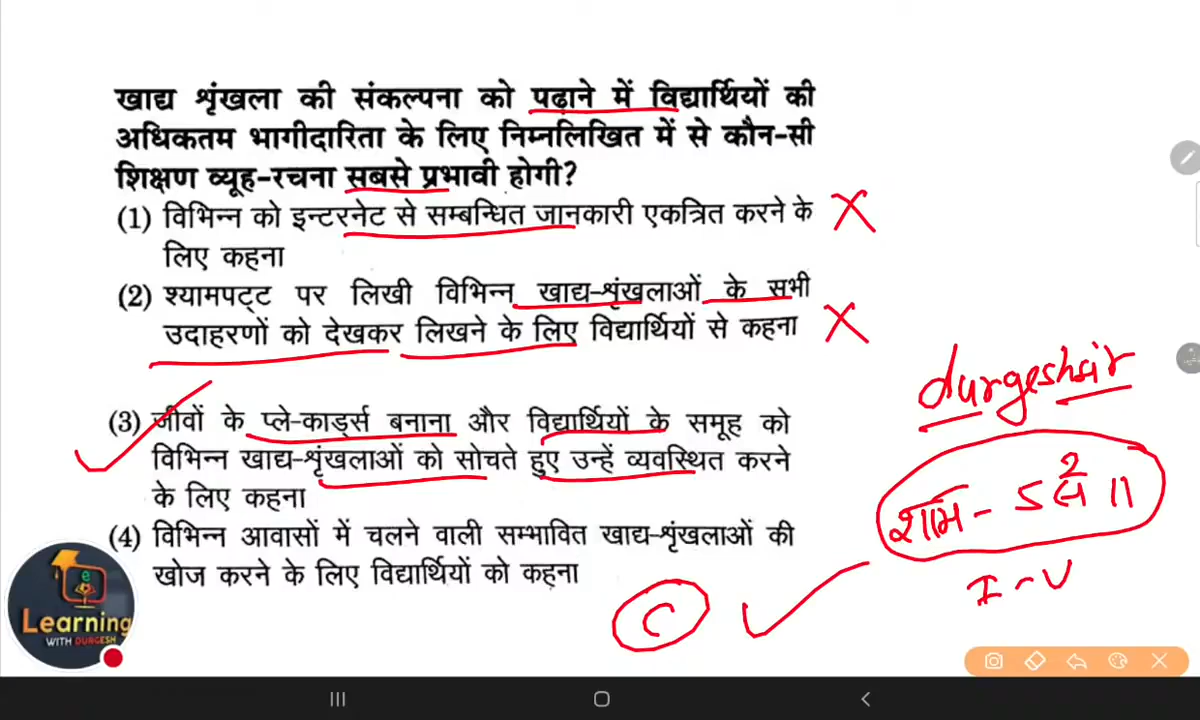 खाद्य शृंखला की संकल्पना को पढ़ाने में विद्यार्थियों की
अधिकतम भागीदारिता के लिए निम्नलिखित में से कौन-सी
शिक्षण व्यूह-रचना सबसे प्रभावी होगी?
(1) विभिन्न को इन्टरनेट से सम्बन्धित जानकारी एकत्रित करने के
लिए कहना
(2) श्यामपट्ट पर लिखी विभिन्न खाद्य-शृंखलाओं के सभी
उदाहरणों को देखकर लिखने के लिए विद्यार्थियों से कहना
(3) जीवों के प्ले-कार्ड्स बनाना और विद्यार्थियों के समूह को
विभिन्न खाद्य-शृंखलाओं को सोचते हुए उन्हें व्यवस्थित करने
के लिए कहना
(4) विभिन्न आवासों में चलने वाली सम्भावित खाद्य-शृंखलाओं की
खोज करने के लिए विद्यार्थियों को कहना
durgeshsir
शाम - 5
I - V
C
e
Learning
WITH DURGESH